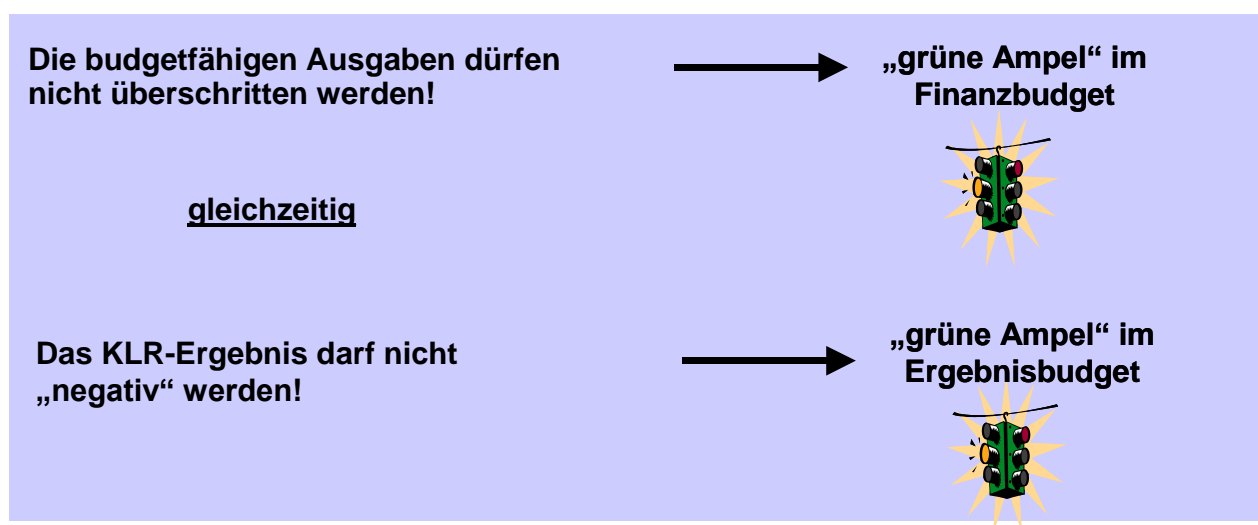 Die budgetfähigen Ausgaben dürfen
nicht überschritten werden!
„grüne Ampel“ im
Finanzbudget
gleichzeitig
Das KLR-Ergebnis darf nicht
„negativ“ werden!
„grüne Ampel“ im
Ergebnisbudget